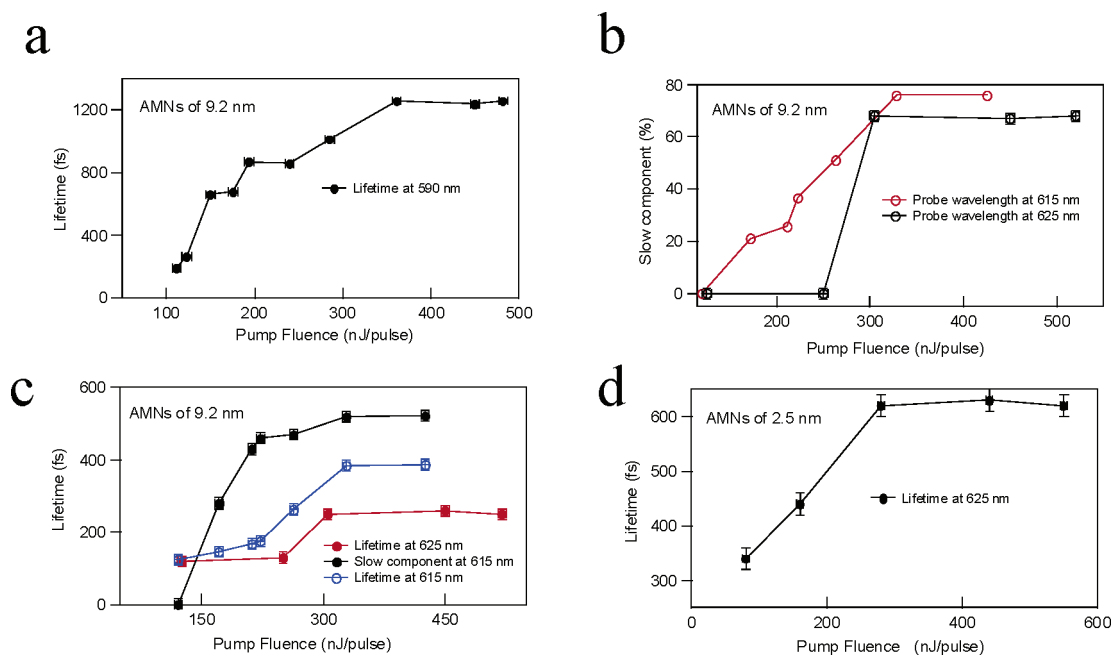 a
AMNs of 9.2 nm
1200
800
400
0
Lifetime (fs)
Lifetime at 590 nm
100 200 300 400 500
Pump Fluence (nJ/pulse)
b
AMNs of 9.2 nm
80
60
40
20
0
Slow component (%)
Probe wavelength at 615 nm
Probe wavelength at 625 nm
200 300 400 500
Pump Fluence (nJ/pulse)
c
AMNs of 9.2 nm
600
400
200
0
Lifetime (fs)
Lifetime at 625 nm
Slow component at 615 nm
Lifetime at 615 nm
150 300 450
Pump Fluence (nJ/pulse)
d
AMNs of 2.5 nm
600
500
400
300
Lifetime (fs)
Lifetime at 625 nm
0 200 400 600
Pump Fluence (nJ/pulse)